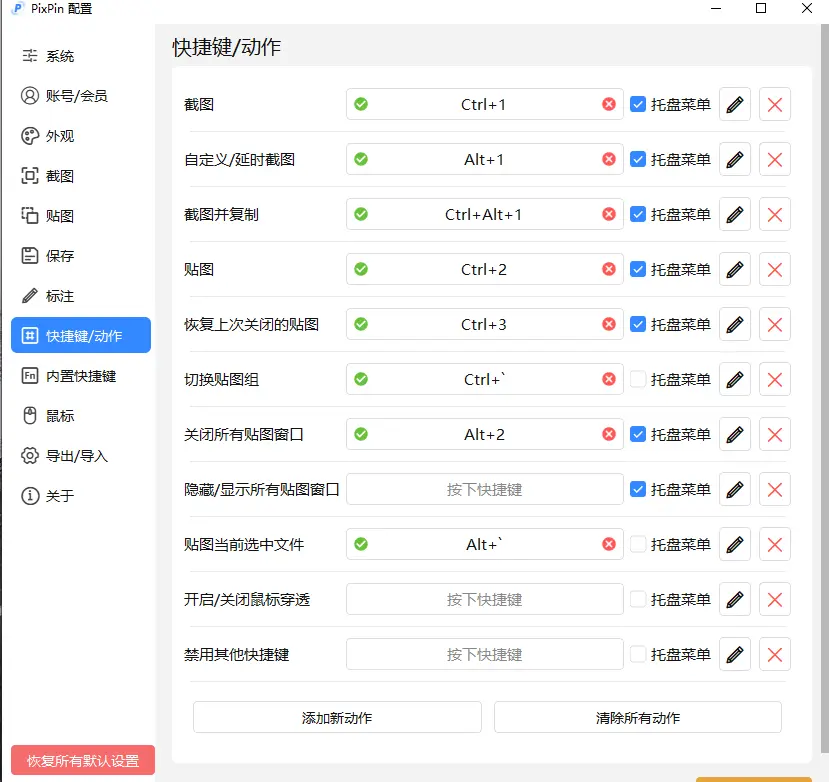 PixPin 配置
系统
账号/会员
外观
截图
贴图
保存
标注
快捷键/动作
内置快捷键
鼠标
导出/导入
关于
恢复所有默认设置
快捷键/动作
截图 Ctrl+1 托盘菜单
自定义/延时截图 Alt+1 托盘菜单
截图并复制 Ctrl+Alt+1 托盘菜单
贴图 Ctrl+2 托盘菜单
恢复上次关闭的贴图 Ctrl+3 托盘菜单
切换贴图组 Ctrl+` 托盘菜单
关闭所有贴图窗口 Alt+2 托盘菜单
隐藏/显示所有贴图窗口 按下快捷键 托盘菜单
贴图当前选中文件 Alt+` 托盘菜单
开启/关闭鼠标穿透 按下快捷键 托盘菜单
禁用其他快捷键 按下快捷键 托盘菜单
添加新动作 清除所有动作